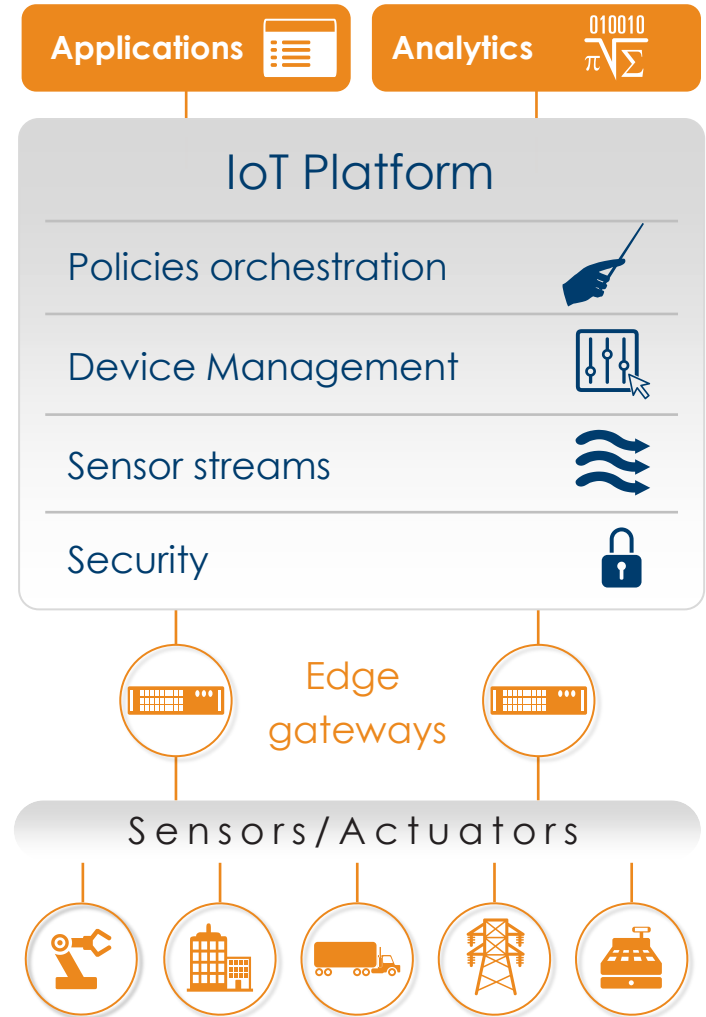 Applications
Analytics
010010
π√Σ
IoT Platform
Policies orchestration
Device Management
Sensor streams
Security
Edge
gateways
Sensors/Actuators